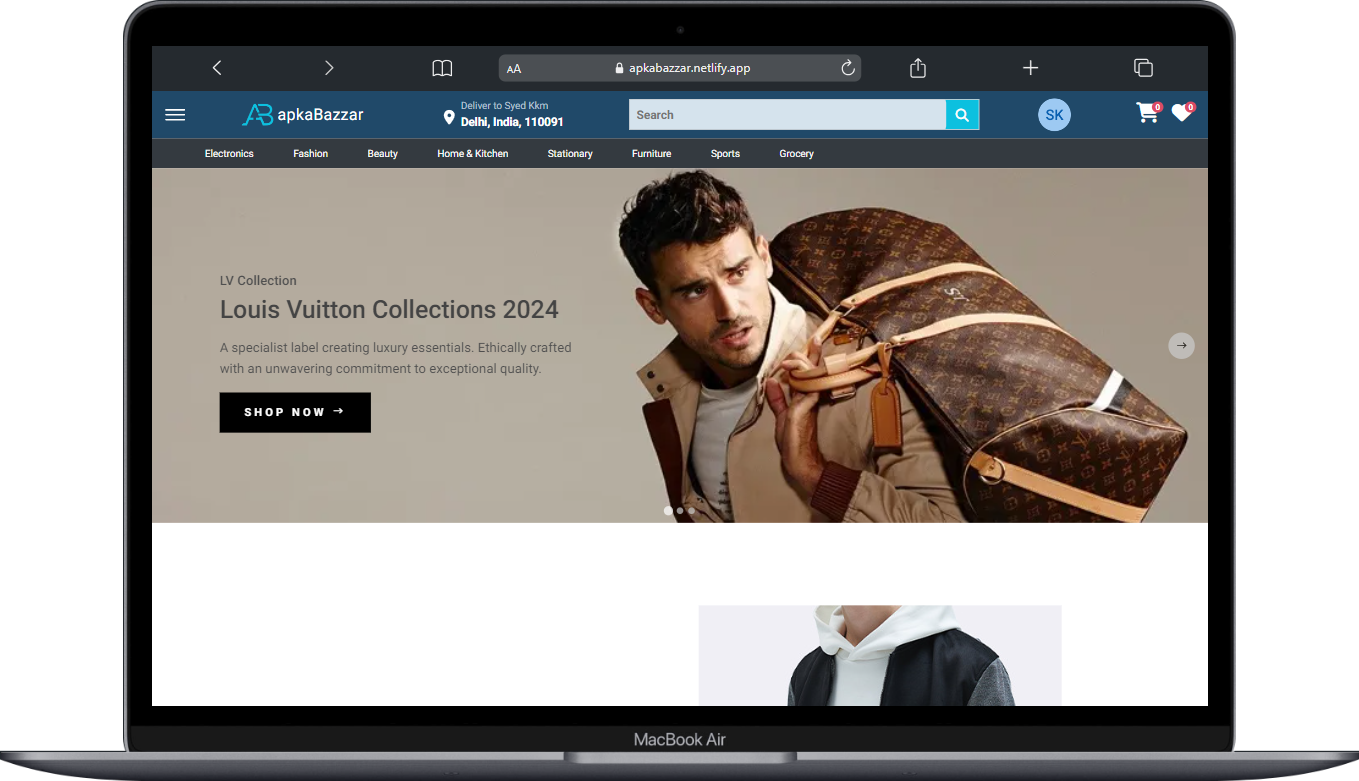 AA apkabazzar.netlify.app
AB apkaBazzar
Deliver to Syed Kkm
Delhi, India, 110091
Search
SK
0
0
Electronics Fashion Beauty Home & Kitchen Stationary Furniture Sports Grocery
LV Collection
Louis Vuitton Collections 2024
A specialist label creating luxury essentials. Ethically crafted
with an unwavering commitment to exceptional quality.
SHOP NOW →
MacBook Air